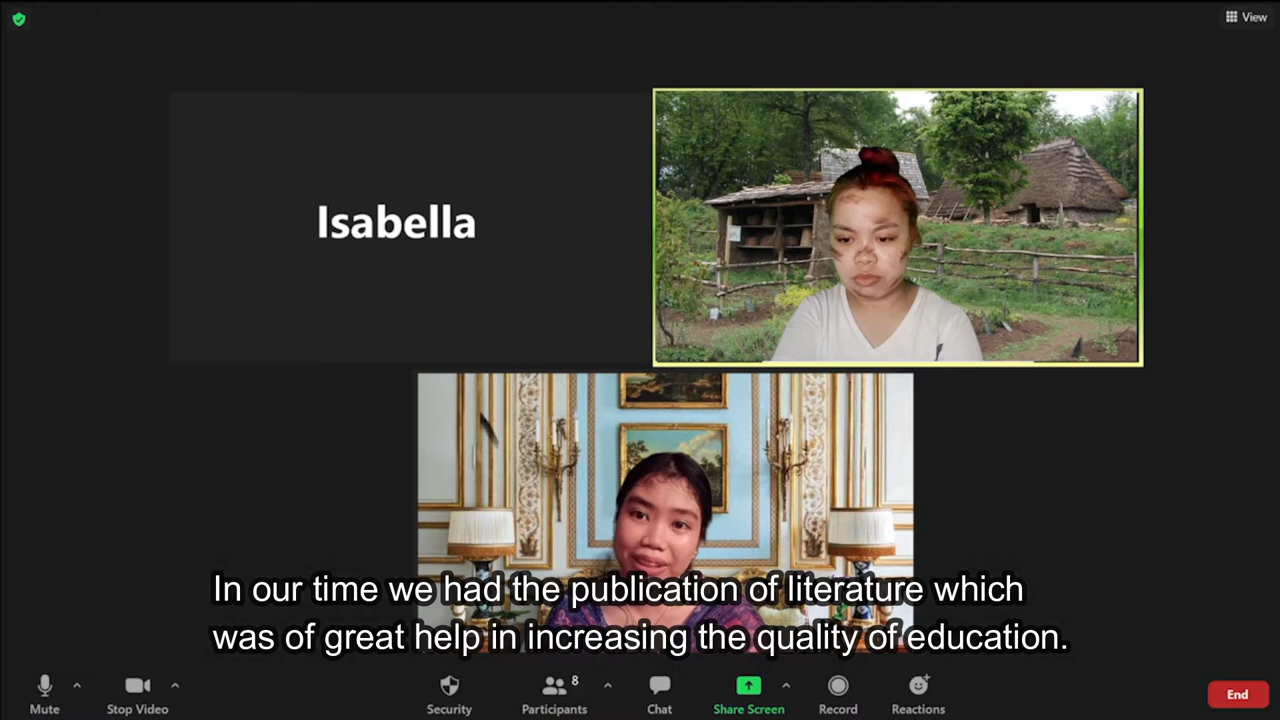 View
Isabella
In our time we had the publication of literature which
was of great help in increasing the quality of education.
8
Mute
Stop Video
Security
Participants
Chat
Share Screen
Record
Reactions
End